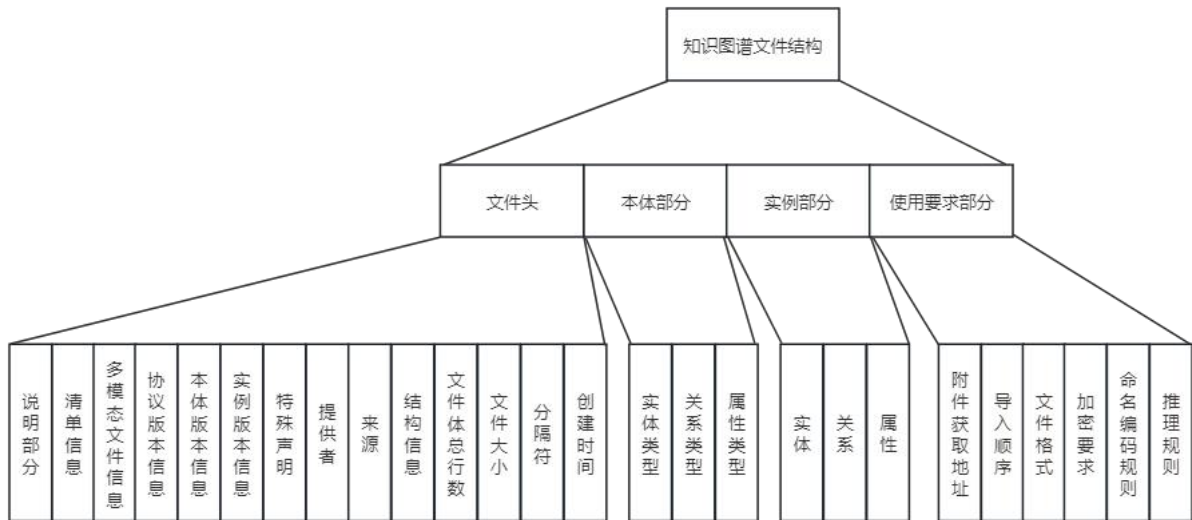 知识图谱文件结构
文件头
本体部分
实例部分
使用要求部分
说明部分
清单信息
多模态文件信息
协议版本信息
本体版本信息
实例版本信息
特殊声明
提供者
来源
结构信息
文件体总行数
文件大小
分隔符
创建时间
实体类型
关系类型
属性类型
实体
关系
属性
附件获取地址
导入顺序
文件格式
加密要求
命名编码规则
推理规则